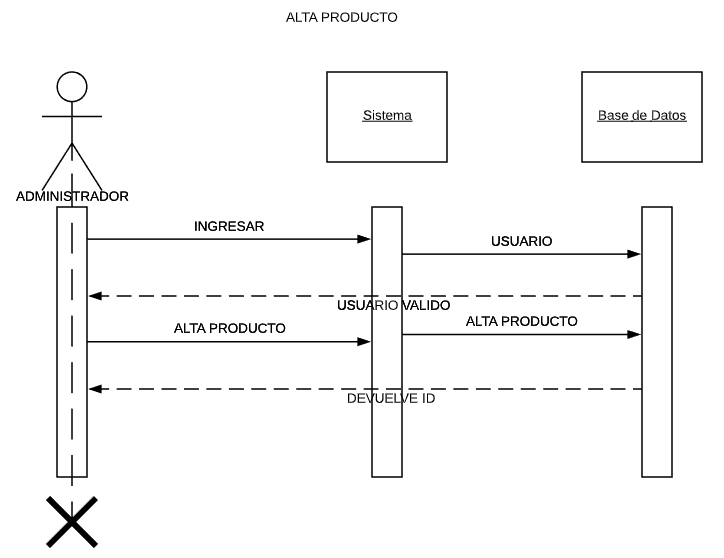 ALTA PRODUCTO
Sistema
Base de Datos
ADMINISTRADOR
INGRESAR
USUARIO
USUARIO VALIDO
ALTA PRODUCTO
ALTA PRODUCTO
DEVUELVE ID